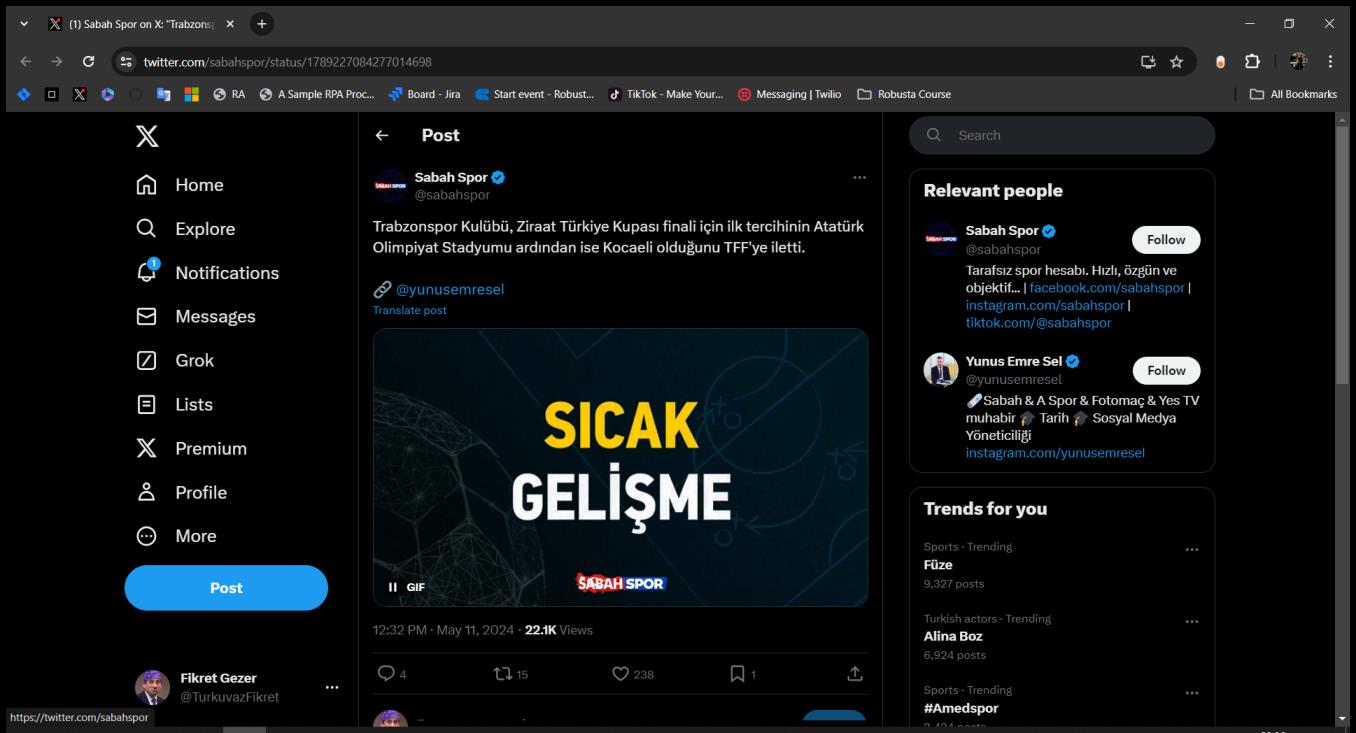 (1) Sabah Spor on X: "Trabzonsp
twitter.com/sabahspor/status/1789227084277014698
RA
A Sample RPA Proc...
Board - Jira
Start event - Robust...
TikTok - Make Your...
Messaging | Twilio
Robusta Course
All Bookmarks
Home
Explore
1
Notifications
Messages
Grok
Lists
Premium
Profile
More
Post
Fikret Gezer
@TurkuvazFikret
https://twitter.com/sabahspor
Post
SABAH SPOR
Sabah Spor
@sabahspor
Trabzonspor Kulübü, Ziraat Türkiye Kupası finali için ilk tercihinin Atatürk
Olimpiyat Stadyumu ardından ise Kocaeli olduğunu TFF'ye iletti.
@yunusemresel
Translate post
SICAK
GELİŞME
SABAH SPOR
GIF
12:32 PM · May 11, 2024 · 22.1K Views
4
15
238
1
Search
Relevant people
SABAH SPOR
Sabah Spor
@sabahspor
Follow
Tarafsız spor hesabı. Hızlı, özgün ve
objektif... | facebook.com/sabahspor |
instagram.com/sabahspor |
tiktok.com/@sabahspor
Yunus Emre Sel
@yunusemresel
Follow
Sabah & A Spor & Fotomaç & Yes TV
muhabir Tarih Sosyal Medya
Yöneticiliği
instagram.com/yunusemresel
Trends for you
Sports · Trending
Füze
9,327 posts
Turkish actors · Trending
Alina Boz
6,924 posts
Sports · Trending
#Amedspor
posts